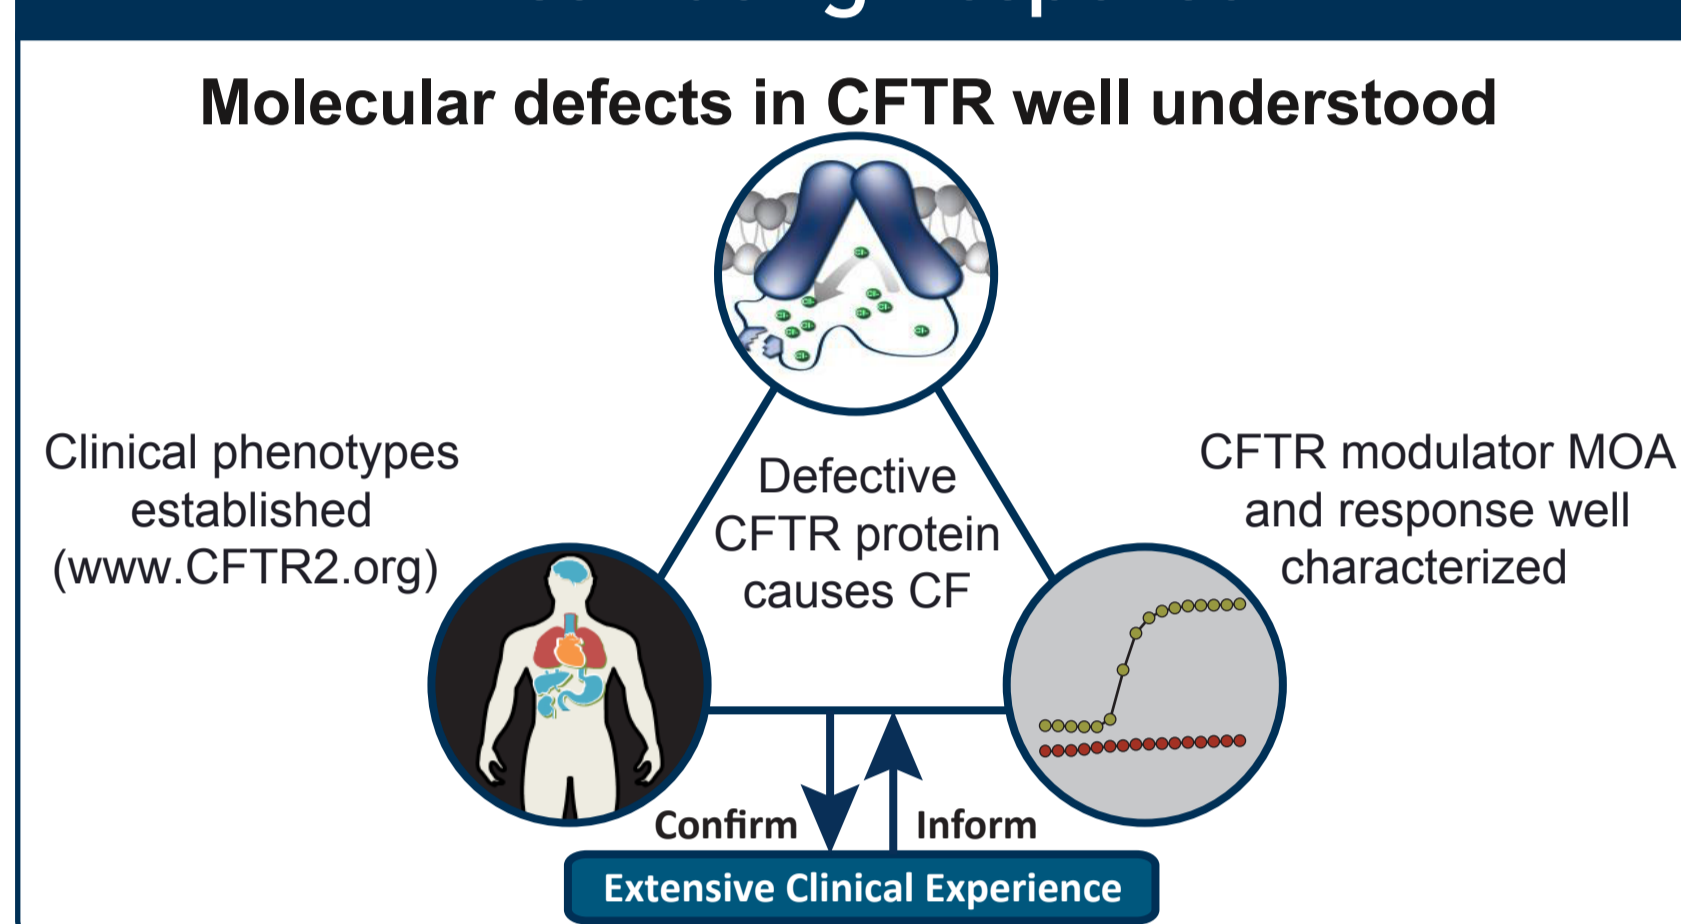 Molecular defects in CFTR well understood
Clinical phenotypes
established
(www.CFTR2.org)
Defective
CFTR protein
causes CF
CFTR modulator MOA
and response well
characterized
Confirm
Inform
Extensive Clinical Experience